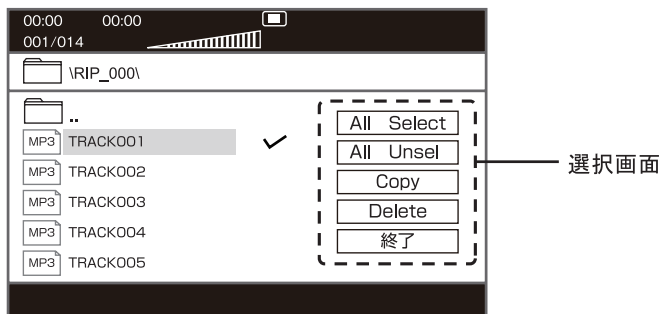 00:00 00:00
001/014
\RIP_000\
..
MP3 TRACK001
MP3 TRACK002
MP3 TRACK003
MP3 TRACK004
MP3 TRACK005
All Select
All Unsel
Copy
Delete
終了
選択画面